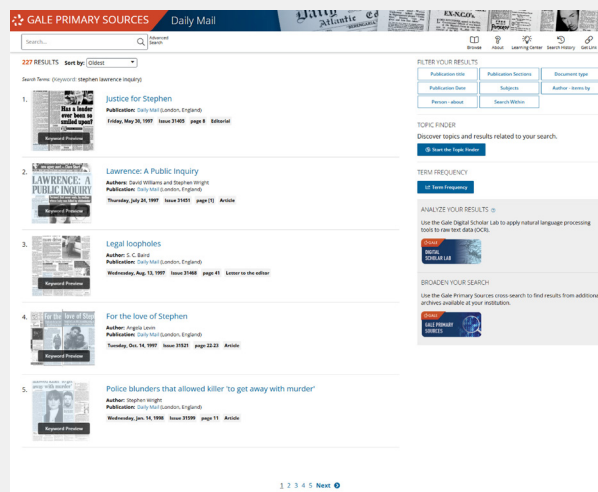 GALE PRIMARY SOURCES
Daily Mail
Search...
Advanced
Search
Browse
About
Learning Center
Search History
Get Link
227 RESULTS Sort by: Oldest
Search Terms: (Keyword: stephen lawrence inquiry)
1.
Has a leader
ever been so
smiled upon?
Keyword Preview
Justice for Stephen
Publication: Daily Mail (London, England)
Friday, May 30, 1997 Issue 31405 page 8 Editorial
2.
LAWRENCE: A
PUBLIC INQUIRY
Keyword Preview
Lawrence: A Public Inquiry
Authors: David Williams and Stephen Wright
Publication: Daily Mail (London, England)
Thursday, July 24, 1997 Issue 31451 page [1] Article
3.
Keyword Preview
Legal loopholes
Author: S. C. Baird
Publication: Daily Mail (London, England)
Wednesday, Aug. 13, 1997 Issue 31468 page 41 Letter to the editor
4.
For the love of Step
Keyword Preview
For the love of Stephen
Author: Angela Levin
Publication: Daily Mail (London, England)
Tuesday, Oct. 14, 1997 Issue 31521 page 22-23 Article
5.
away with murder'
Keyword Preview
Police blunders that allowed killer 'to get away with murder'
Author: Stephen Wright
Publication: Daily Mail (London, England)
Wednesday, Jan. 14, 1998 Issue 31599 page 11 Article
1 2 3 4 5 Next
FILTER YOUR RESULTS
Publication title
Publication Sections
Document type
Publication Date
Subjects
Author - items by
Person - about
Search Within
TOPIC FINDER
Discover topics and results related to your search.
Start the Topic Finder
TERM FREQUENCY
Term Frequency
ANALYZE YOUR RESULTS
Use the Gale Digital Scholar Lab to apply natural language processing
tools to raw text data (OCR).
GALE
DIGITAL
SCHOLAR LAB
BROADEN YOUR SEARCH
Use the Gale Primary Sources cross-search to find results from additiona
archives available at your institution.
GALE
GALE PRIMARY
SOURCES